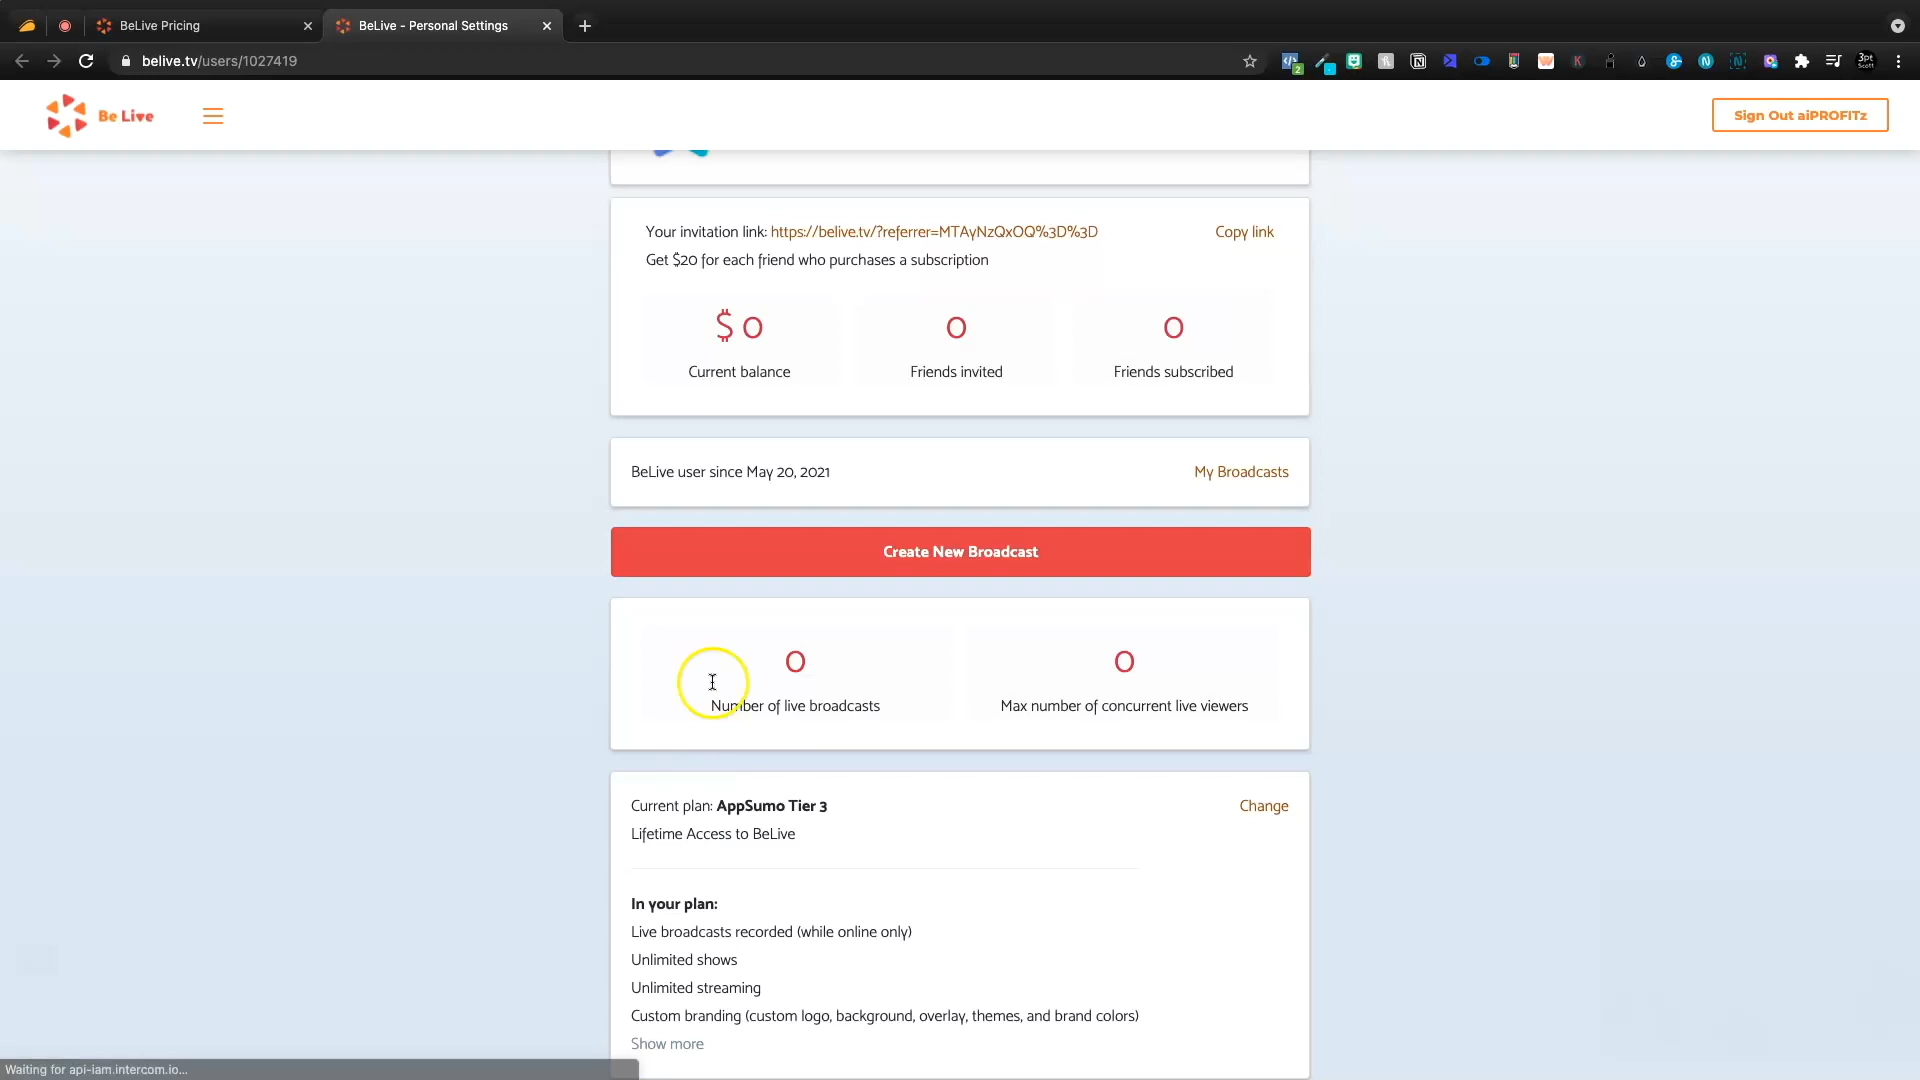 BeLive Pricing
BeLive - Personal Settings
belive.tv/users/1027419
2
3pt
Scott
Be Live
Sign Out aiPROFITz
Your invitation link: https://belive.tv/?referrer=MTAyNzQxOQ%3D%3D
Copy link
Get $20 for each friend who purchases a subscription
$ 0
0
0
Current balance
Friends invited
Friends subscribed
BeLive user since May 20, 2021
My Broadcasts
Create New Broadcast
0
0
Number of live broadcasts
Max number of concurrent live viewers
Current plan: AppSumo Tier 3
Change
Lifetime Access to BeLive
In your plan:
Live broadcasts recorded (while online only)
Unlimited shows
Unlimited streaming
Custom branding (custom logo, background, overlay, themes, and brand colors)
Show more
Waiting for api-iam.intercom.io...